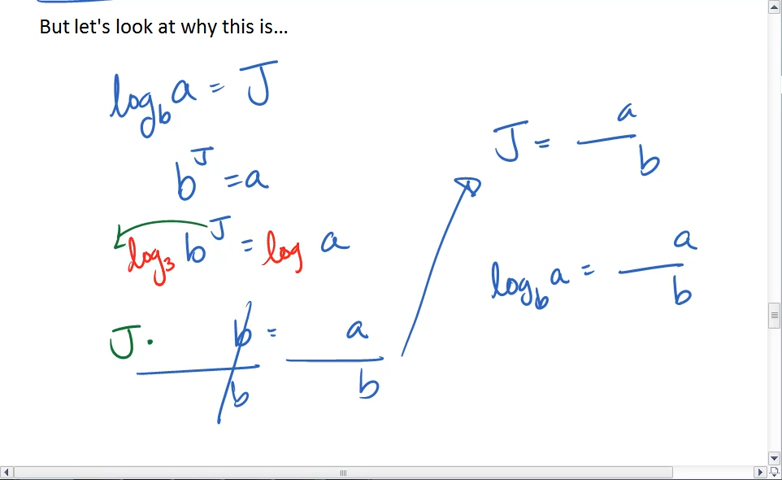 But let's look at why this is...
log_b a = J
b^J = a
log_3 b^J = log a
J · b/b = a/b
J = a/b
log_b a = a/b